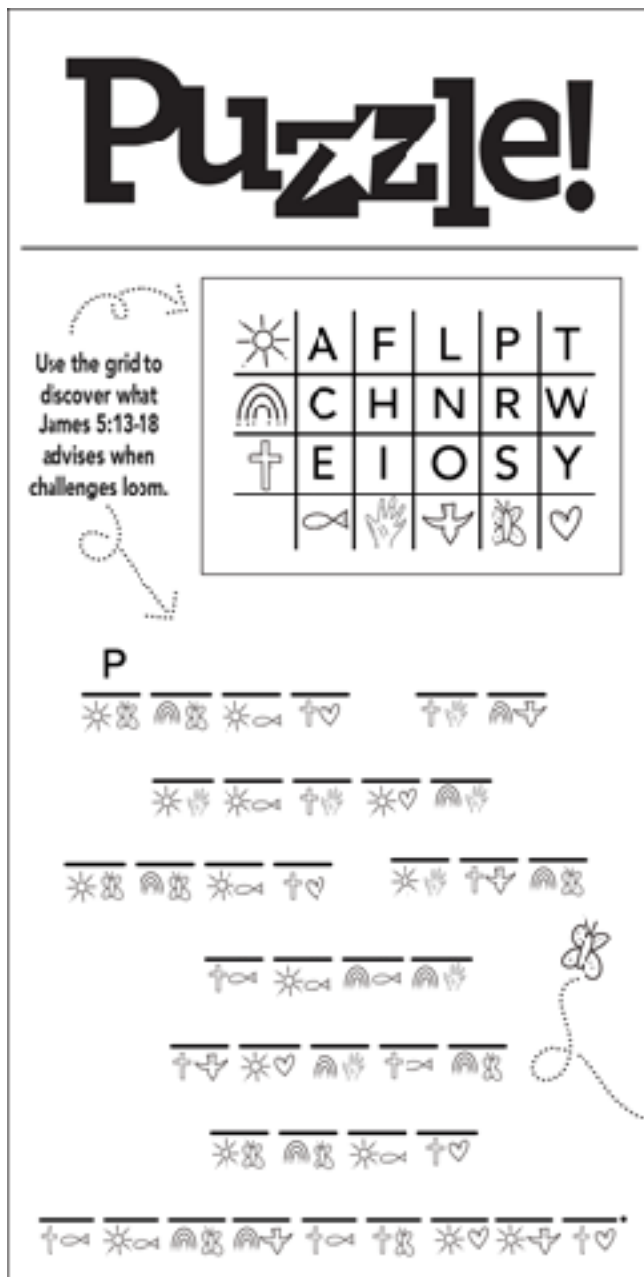 Puzzle!
Use the grid to
discover what
James 5:13-18
advises when
challenges loom.
A F L P T
C H N R W
E I O S Y
P